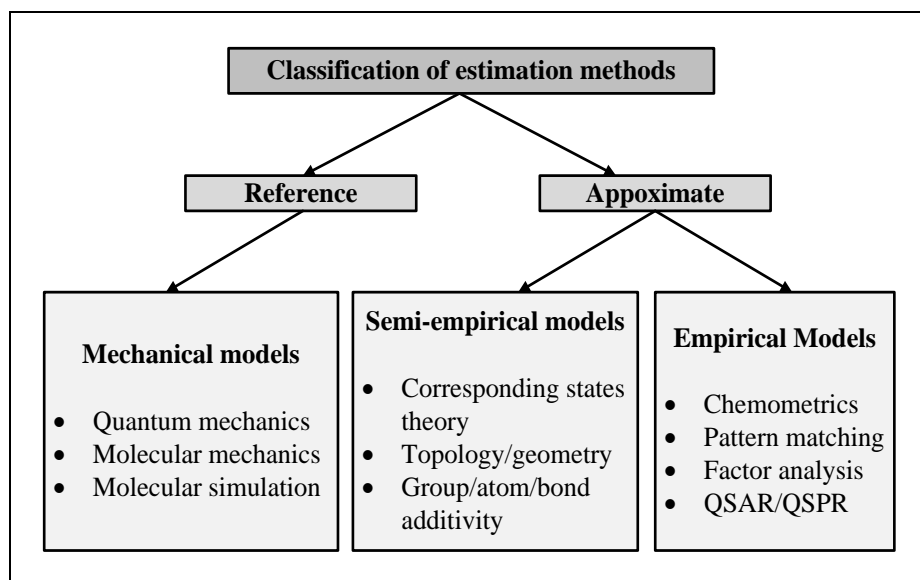 Classification of estimation methods
Reference
Appoximate
Mechanical models
• Quantum mechanics
• Molecular mechanics
• Molecular simulation
Semi-empirical models
• Corresponding states
theory
• Topology/geometry
• Group/atom/bond
additivity
Empirical Models
• Chemometrics
• Pattern matching
• Factor analysis
• QSAR/QSPR